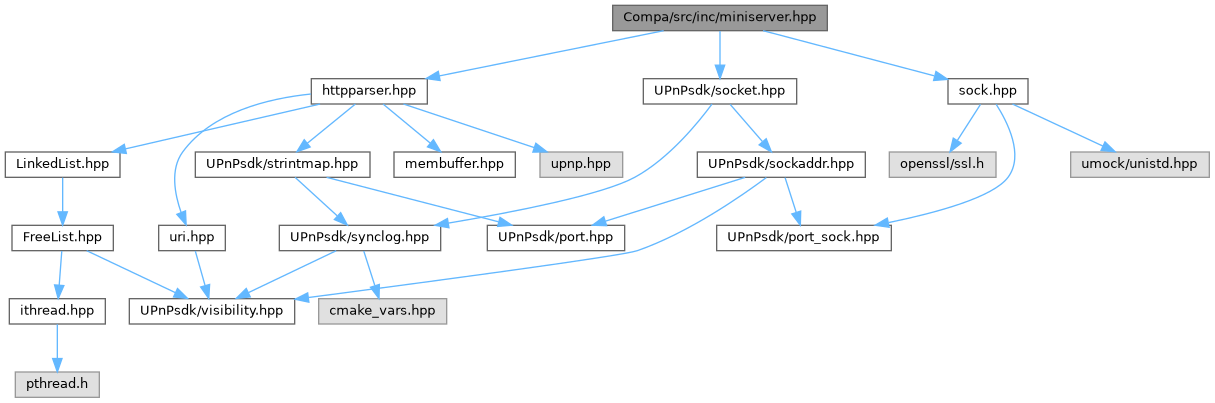 Compa/src/inc/miniserver.hpp
httpparser.hpp
UPnPsdk/socket.hpp
sock.hpp
LinkedList.hpp
UPnPsdk/strintmap.hpp
membuffer.hpp
upnp.hpp
UPnPsdk/sockaddr.hpp
openssl/ssl.h
umock/unistd.hpp
FreeList.hpp
uri.hpp
UPnPsdk/synclog.hpp
UPnPsdk/port.hpp
UPnPsdk/port_sock.hpp
ithread.hpp
UPnPsdk/visibility.hpp
cmake_vars.hpp
pthread.h